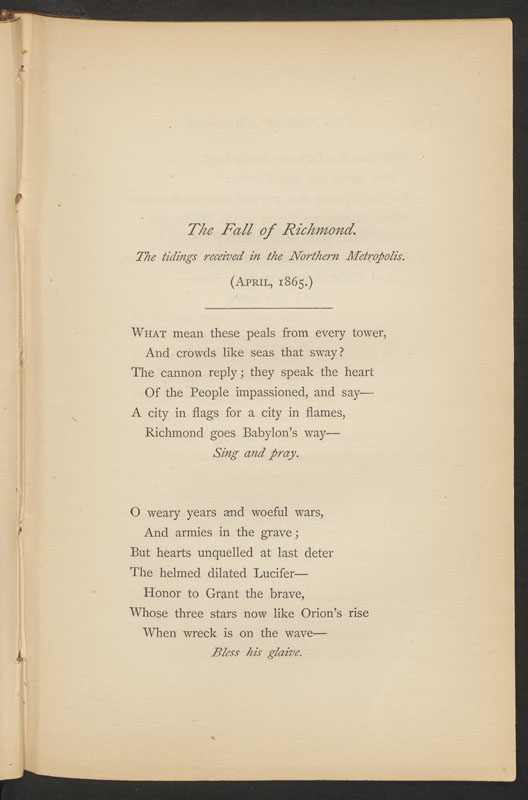 The Fall of Richmond.
The tidings received in the Northern Metropolis.
(April, 1865.)
What mean these peals from every tower,
And crowds like seas that sway?
The cannon reply; they speak the heart
Of the People impassioned, and say—
A city in flags for a city in flames,
Richmond goes Babylon's way—
Sing and pray.
O weary years and woeful wars,
And armies in the grave;
But hearts unquelled at last deter
The helmed dilated Lucifer—
Honor to Grant the brave,
Whose three stars now like Orion's rise
When wreck is on the wave—
Bless his glaive.